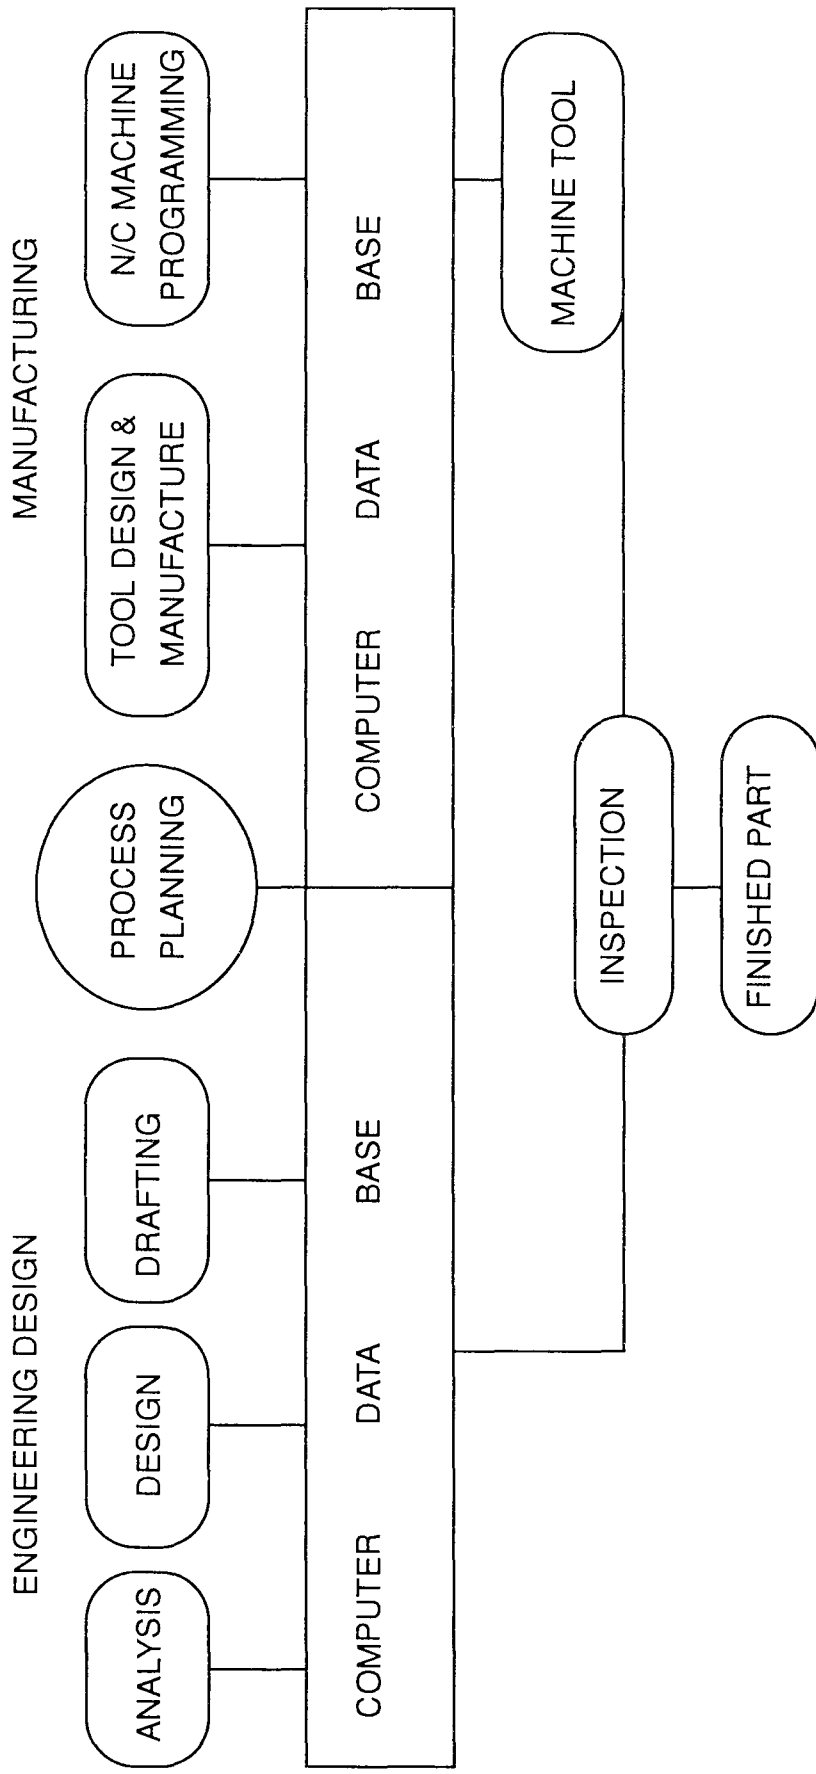 ENGINEERING DESIGN
MANUFACTURING
ANALYSIS
DESIGN
DRAFTING
PROCESS
PLANNING
TOOL DESIGN &
MANUFACTURE
N/C MACHINE
PROGRAMMING
COMPUTER DATA BASE
COMPUTER DATA BASE
MACHINE TOOL
INSPECTION
FINISHED PART